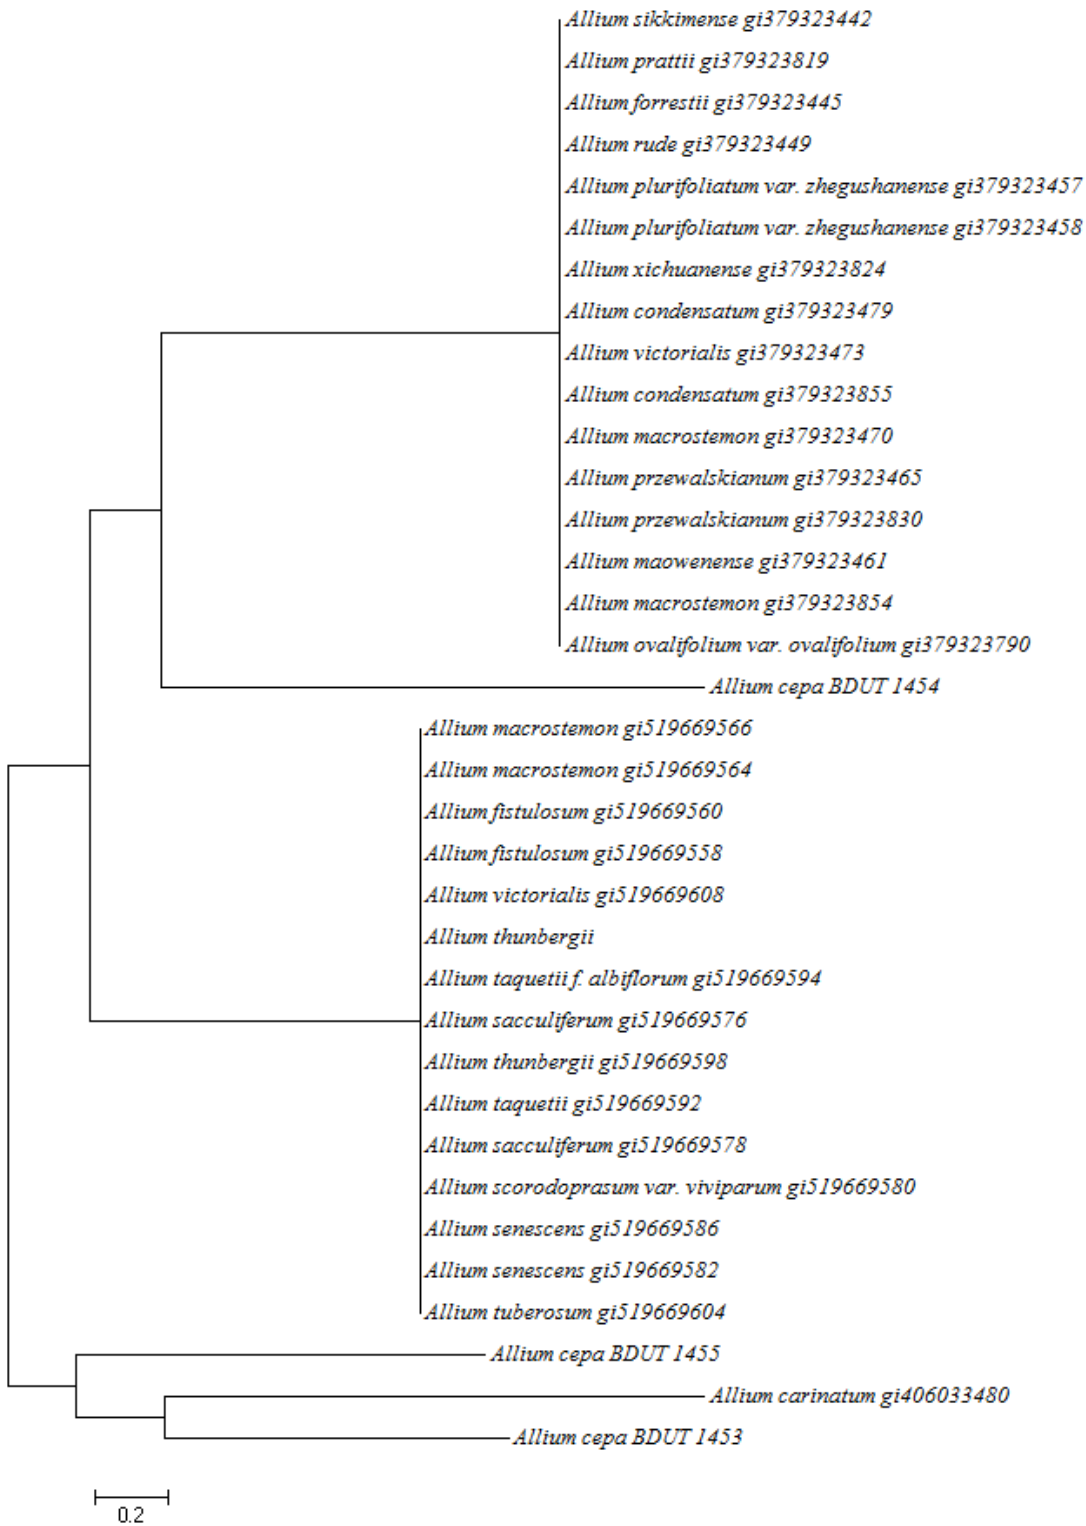 Allium sikkimense gi379323442
Allium prattii gi379323819
Allium forrestii gi379323445
Allium rude gi379323449
Allium plurifoliatum var. zhegushanense gi379323457
Allium plurifoliatum var. zhegushanense gi379323458
Allium xichuanense gi379323824
Allium condensatum gi379323479
Allium victorialis gi379323473
Allium condensatum gi379323855
Allium macrostemon gi379323470
Allium przewalskianum gi379323465
Allium przewalskianum gi379323830
Allium maowenense gi379323461
Allium macrostemon gi379323854
Allium ovalifolium var. ovalifolium gi379323790
Allium cepa BDUT 1454
Allium macrostemon gi519669566
Allium macrostemon gi519669564
Allium fistulosum gi519669560
Allium fistulosum gi519669558
Allium victorialis gi519669608
Allium thunbergii
Allium taquetii f. albiflorum gi519669594
Allium sacculiferum gi519669576
Allium thunbergii gi519669598
Allium taquetii gi519669592
Allium sacculiferum gi519669578
Allium scorodoprasum var. viviparum gi519669580
Allium senescens gi519669586
Allium senescens gi519669582
Allium tuberosum gi519669604
Allium cepa BDUT 1455
Allium carinatum gi406033480
Allium cepa BDUT 1453
0.2